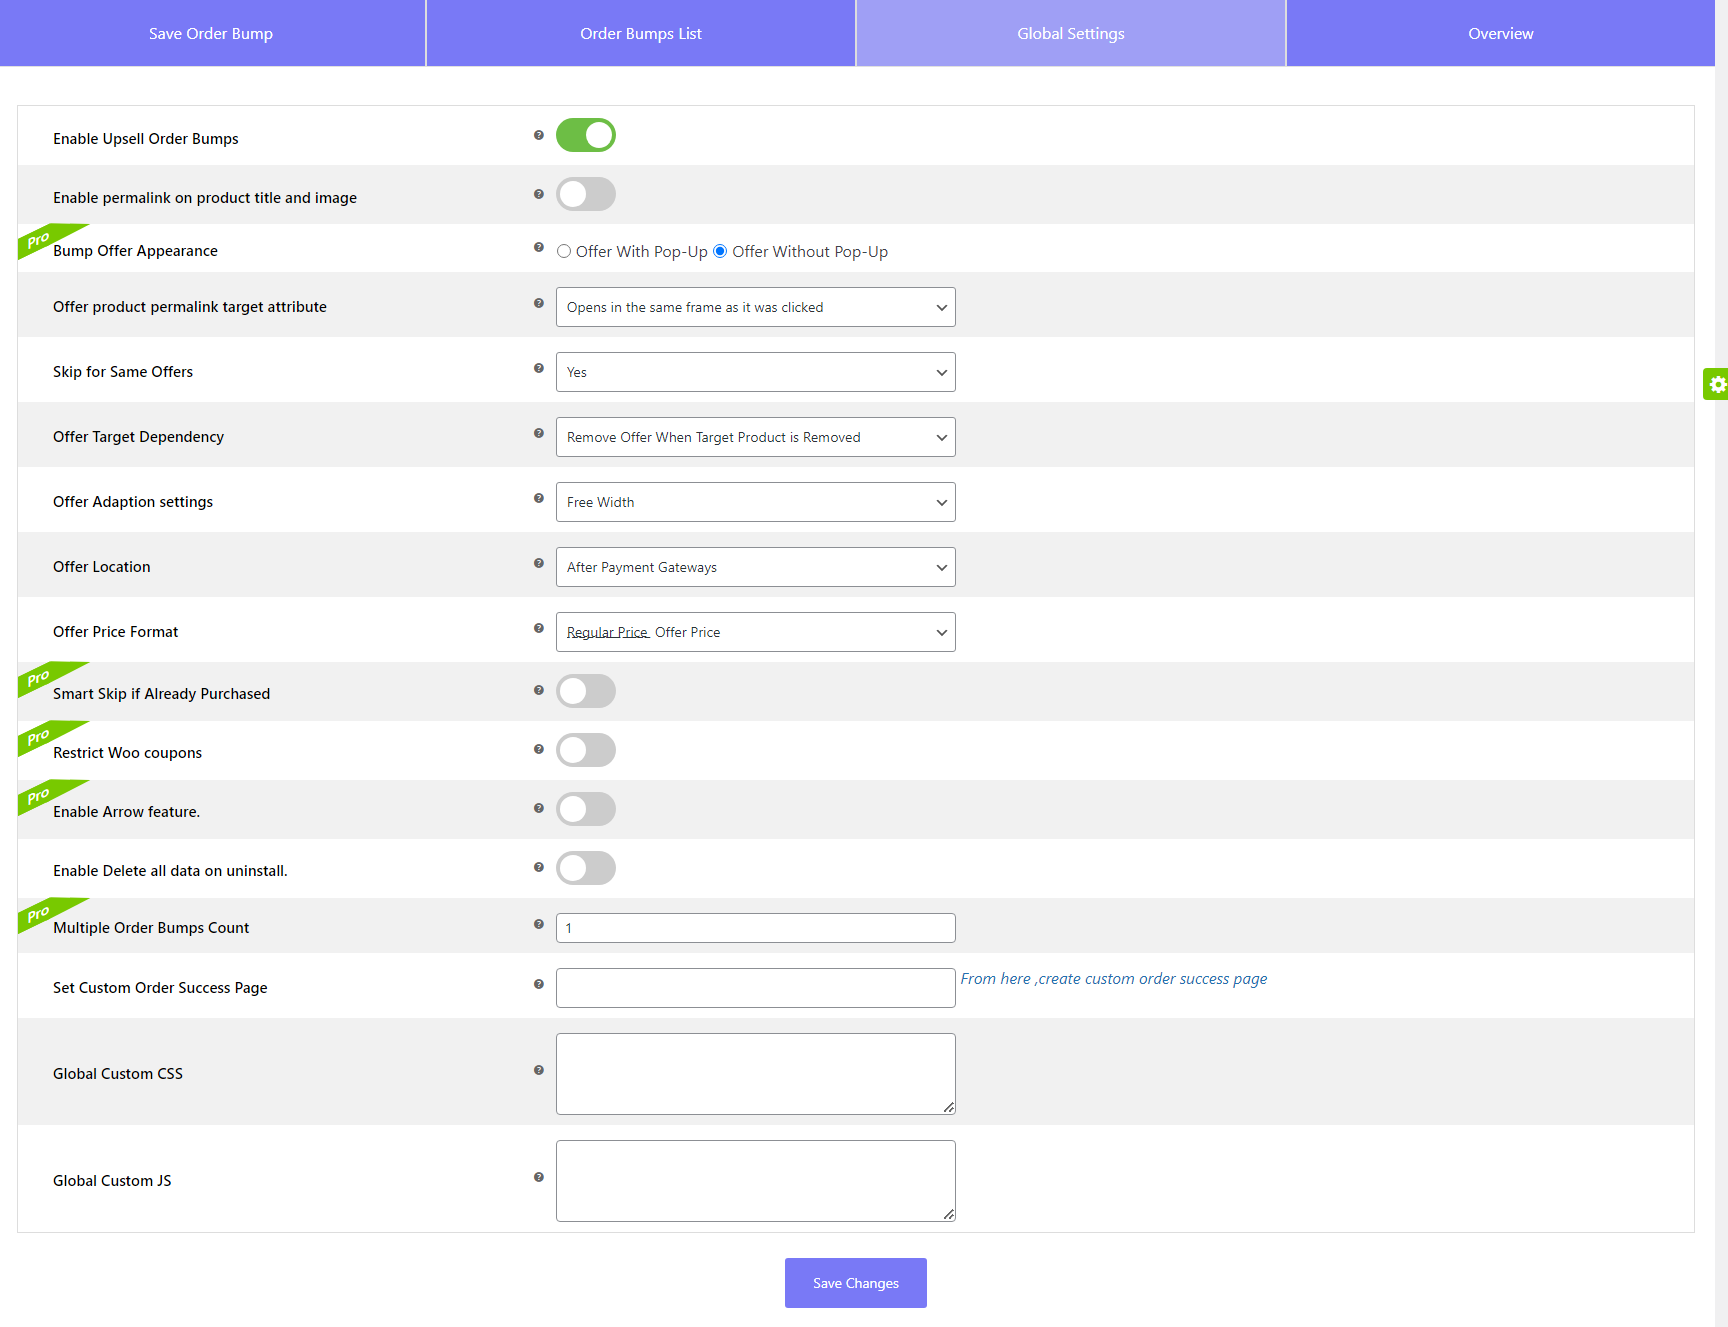 Save Order Bump
Order Bumps List
Global Settings
Overview
Enable Upsell Order Bumps
Enable permalink on product title and image
Pro
Bump Offer Appearance
Offer With Pop-Up Offer Without Pop-Up
Offer product permalink target attribute
Opens in the same frame as it was clicked
Skip for Same Offers
Yes
Offer Target Dependency
Remove Offer When Target Product is Removed
Offer Adaption settings
Free Width
Offer Location
After Payment Gateways
Offer Price Format
Regular Price Offer Price
Pro
Smart Skip if Already Purchased
Pro
Restrict Woo coupons
Pro
Enable Arrow feature.
Enable Delete all data on uninstall.
Pro
Multiple Order Bumps Count
1
Set Custom Order Success Page
From here ,create custom order success page
Global Custom CSS
Global Custom JS
Save Changes